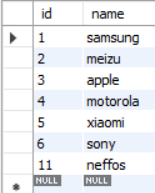 id name
1 samsung
2 meizu
3 apple
4 motorola
5 xiaomi
6 sony
11 neffos
NULL NULL